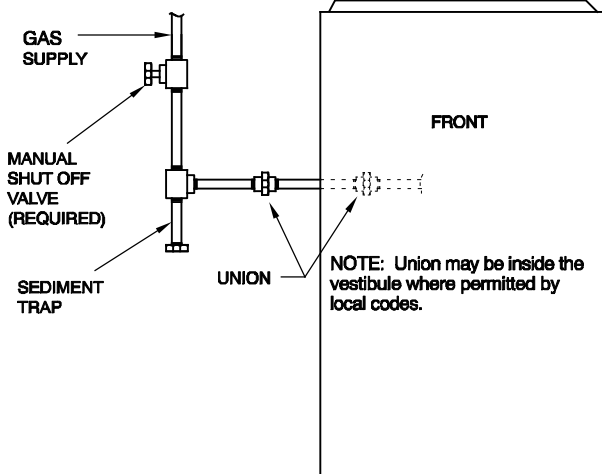 GAS
SUPPLY
FRONT
MANUAL
SHUT OFF
VALVE
(REQUIRED)
SEDIMENT
TRAP
UNION
NOTE: Union may be inside the
vestibule where permitted by
local codes.